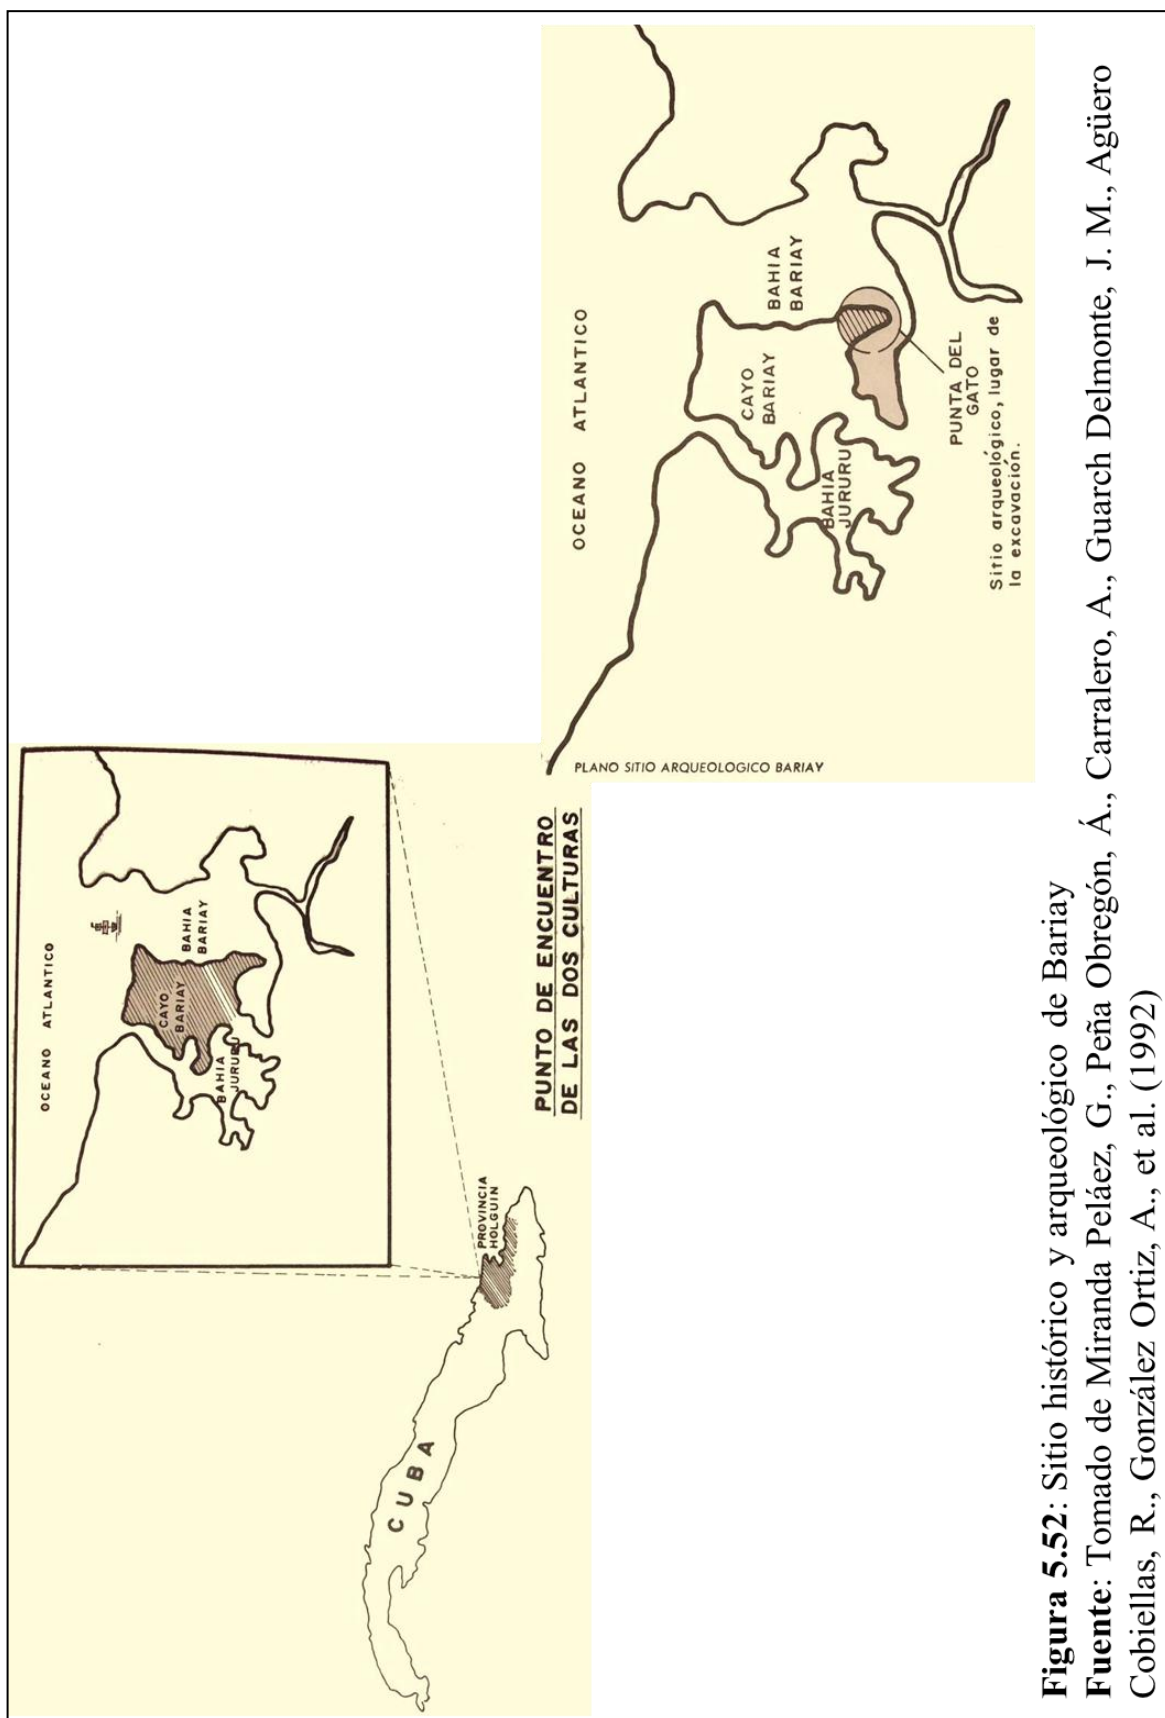 OCEANO ATLANTICO
CAYO
BARIAY
BAHIA
BARIAY
BAHIA
JURURU
PROVINCIA
HOLGUIN
CUBA
PUNTO DE ENCUENTRO
DE LAS DOS CULTURAS
OCEANO ATLANTICO
CAYO
BARIAY
BAHIA
BARIAY
BAHIA
JURURU
PUNTA DEL
GATO
Sitio arqueológico, lugar de
la excavación.
PLANO SITIO ARQUEOLOGICO BARIAY
Figura 5.52: Sitio histórico y arqueológico de Bariay
Fuente: Tomado de Miranda Peláez, G., Peña Obregón, Á., Carralero, A., Guarch Delmonte, J. M., Agüero
Cobiellas, R., González Ortiz, A., et al. (1992)